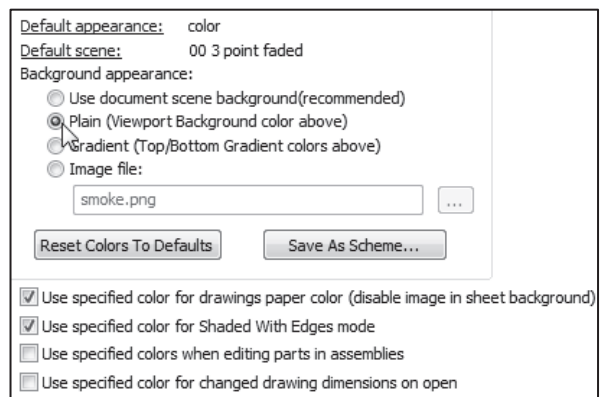 Default appearance: color
Default scene: 00 3 point faded
Background appearance:
Use document scene background(recommended)
Plain (Viewport Background color above)
Gradient (Top/Bottom Gradient colors above)
Image file:
smoke.png ...
Reset Colors To Defaults Save As Scheme...
Use specified color for drawings paper color (disable image in sheet background)
Use specified color for Shaded With Edges mode
Use specified colors when editing parts in assemblies
Use specified color for changed drawing dimensions on open